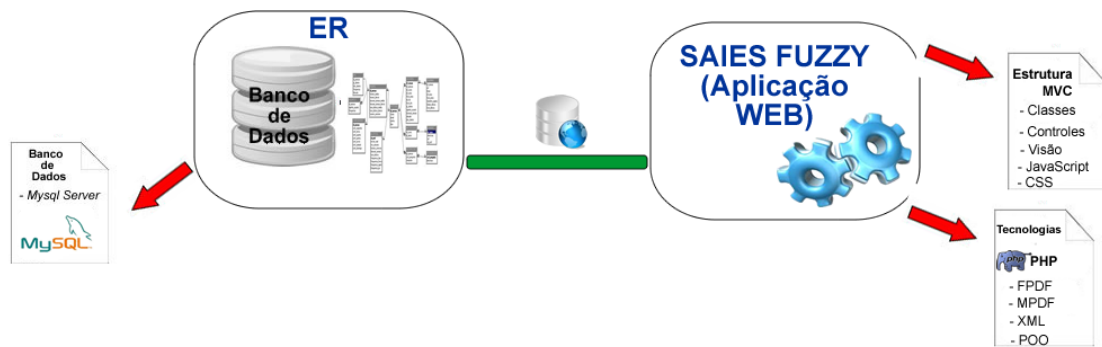 ER
Banco
de
Dados
Banco
de
Dados
- Mysql Server
MySQL
SAIES FUZZY
(Aplicação
WEB)
Estrutura
MVC
- Classes
- Controles
- Visão
- JavaScript
- CSS
Tecnologias
php PHP
- FPDF
- MPDF
- XML
- POO